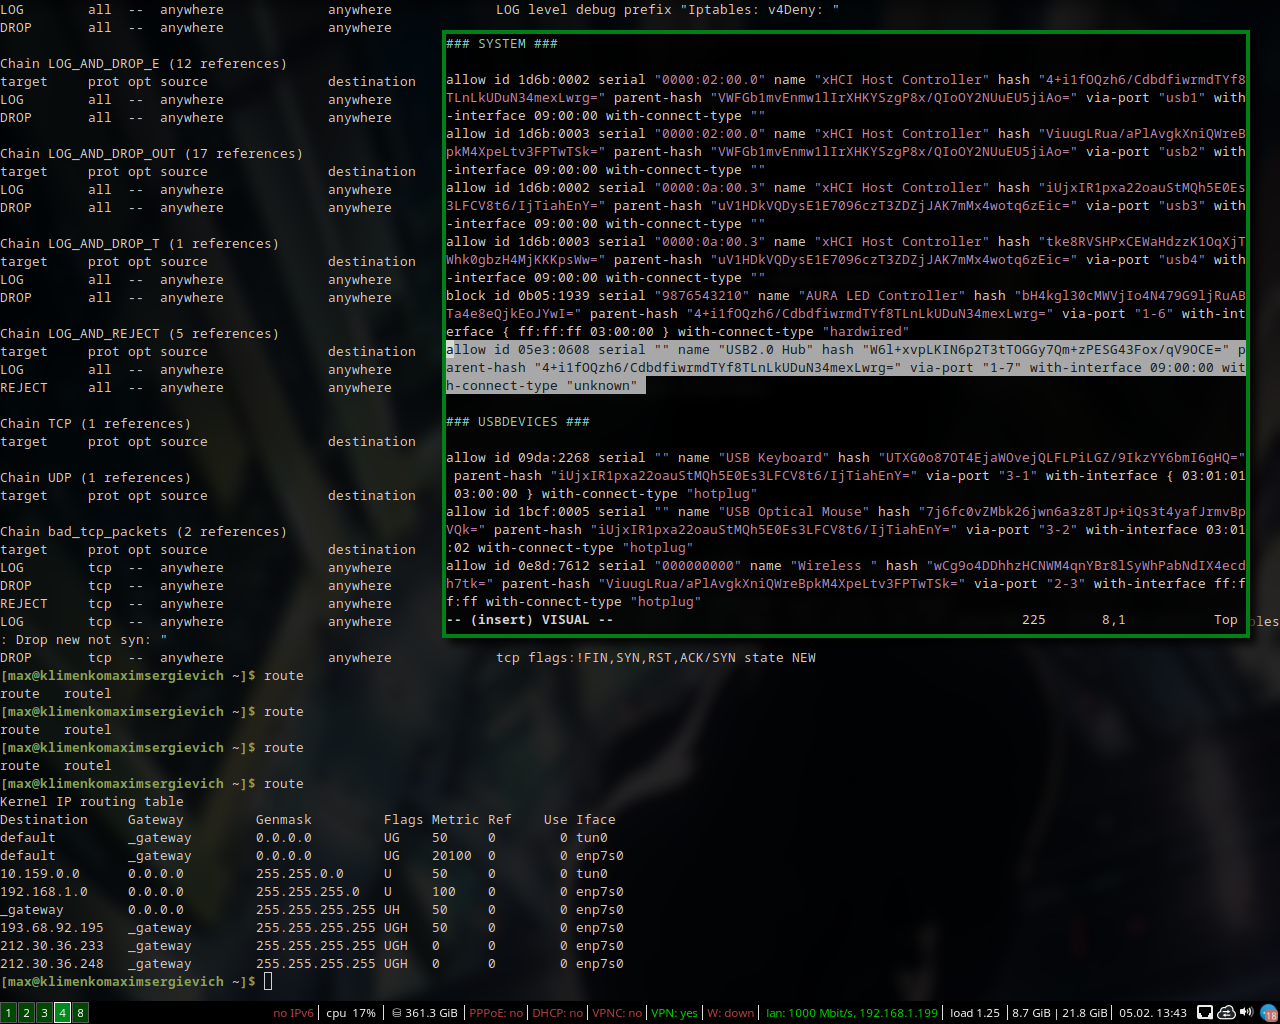 LOG        all  --  anywhere             anywhere             LOG level debug prefix "Iptables: v4Deny: "
DROP       all  --  anywhere             anywhere
Chain LOG_AND_DROP_E (12 references)
target     prot opt source               destination
LOG        all  --  anywhere             anywhere
DROP       all  --  anywhere             anywhere
Chain LOG_AND_DROP_OUT (17 references)
target     prot opt source               destination
LOG        all  --  anywhere             anywhere
DROP       all  --  anywhere             anywhere
Chain LOG_AND_DROP_T (1 references)
target     prot opt source               destination
LOG        all  --  anywhere             anywhere
DROP       all  --  anywhere             anywhere
Chain LOG_AND_REJECT (5 references)
target     prot opt source               destination
LOG        all  --  anywhere             anywhere
REJECT     all  --  anywhere             anywhere
Chain TCP (1 references)
target     prot opt source               destination
Chain UDP (1 references)
target     prot opt source               destination
Chain bad_tcp_packets (2 references)
target     prot opt source               destination
LOG        tcp  --  anywhere             anywhere
DROP       tcp  --  anywhere             anywhere
REJECT     tcp  --  anywhere             anywhere
LOG        tcp  --  anywhere             anywhere
: Drop new not syn: "
DROP       tcp  --  anywhere             anywhere             tcp flags:!FIN,SYN,RST,ACK/SYN state NEW
[max@klimenkomaximsergievich ~]$ route
route   routel
[max@klimenkomaximsergievich ~]$ route
route   routel
[max@klimenkomaximsergievich ~]$ route
route   routel
[max@klimenkomaximsergievich ~]$ route
Kernel IP routing table
Destination     Gateway         Genmask         Flags Metric Ref    Use Iface
default         _gateway        0.0.0.0         UG    50     0        0 tun0
default         _gateway        0.0.0.0         UG    20100  0        0 enp7s0
10.159.0.0      0.0.0.0         255.255.0.0     U     50     0        0 tun0
192.168.1.0     0.0.0.0         255.255.255.0   U     100    0        0 enp7s0
_gateway        0.0.0.0         255.255.255.255 UH    50     0        0 enp7s0
193.68.92.195   _gateway        255.255.255.255 UGH   50     0        0 enp7s0
212.30.36.233   _gateway        255.255.255.255 UGH   0      0        0 enp7s0
212.30.36.248   _gateway        255.255.255.255 UGH   0      0        0 enp7s0
[max@klimenkomaximsergievich ~]$
### SYSTEM ###
allow id 1d6b:0002 serial "0000:02:00.0" name "xHCI Host Controller" hash "4+i1fOQzh6/CdbdfiwrmdTYf8
TLnLkUDuN34mexLwrg=" parent-hash "VWFGb1mvEnmw1lIrXHKYSzgP8x/QIoOY2NUuEU5jiAo=" via-port "usb1" with
-interface 09:00:00 with-connect-type ""
allow id 1d6b:0003 serial "0000:02:00.0" name "xHCI Host Controller" hash "ViuugLRua/aPlAvgkXniQWreB
pkM4XpeLtv3FPTwTSk=" parent-hash "VWFGb1mvEnmw1lIrXHKYSzgP8x/QIoOY2NUuEU5jiAo=" via-port "usb2" with
-interface 09:00:00 with-connect-type ""
allow id 1d6b:0002 serial "0000:0a:00.3" name "xHCI Host Controller" hash "iUjxIR1pxa22oauStMQh5E0Es
3LFCV8t6/IjTiahEnY=" parent-hash "uV1HDkVQDysE1E7096czT3ZDZjJAK7mMx4wotq6zEic=" via-port "usb3" with
-interface 09:00:00 with-connect-type ""
allow id 1d6b:0003 serial "0000:0a:00.3" name "xHCI Host Controller" hash "tke8RVSHPxCEWaHdzzK1OqXjT
Whk0gbzH4MjKKKpsWw=" parent-hash "uV1HDkVQDysE1E7096czT3ZDZjJAK7mMx4wotq6zEic=" via-port "usb4" with
-interface 09:00:00 with-connect-type ""
block id 0b05:1939 serial "9876543210" name "AURA LED Controller" hash "bH4kgl30cMWVjIo4N479G9ljRuAB
Ta4e8eQjkEoJYwI=" parent-hash "4+i1fOQzh6/CdbdfiwrmdTYf8TLnLkUDuN34mexLwrg=" via-port "1-6" with-int
erface { ff:ff:ff 03:00:00 } with-connect-type "hardwired"
allow id 05e3:0608 serial "" name "USB2.0 Hub" hash "W6l+xvpLKIN6p2T3tTOGGy7Qm+zPESG43Fox/qV9OCE=" p
arent-hash "4+i1fOQzh6/CdbdfiwrmdTYf8TLnLkUDuN34mexLwrg=" via-port "1-7" with-interface 09:00:00 wit
h-connect-type "unknown"
### USBDEVICES ###
allow id 09da:2268 serial "" name "USB Keyboard" hash "UTXG0o87OT4EjaWOvejQLFLPiLGZ/9IkzYY6bmI6gHQ="
parent-hash "iUjxIR1pxa22oauStMQh5E0Es3LFCV8t6/IjTiahEnY=" via-port "3-1" with-interface { 03:01:01
03:00:00 } with-connect-type "hotplug"
allow id 1bcf:0005 serial "" name "USB Optical Mouse" hash "7j6fc0vZMbk26jwn6a3z8TJp+iQs3t4yafJrmvBp
VQk=" parent-hash "iUjxIR1pxa22oauStMQh5E0Es3LFCV8t6/IjTiahEnY=" via-port "3-2" with-interface 03:01
:02 with-connect-type "hotplug"
allow id 0e8d:7612 serial "000000000" name "Wireless " hash "wCg9o4DDhhzHCNWM4qnYBr8lSyWhPabNdIX4ecd
h7tk=" parent-hash "ViuugLRua/aPlAvgkXniQWreBpkM4XpeLtv3FPTwTSk=" via-port "2-3" with-interface ff:f
f:ff with-connect-type "hotplug"
-- (insert) VISUAL --                                                   225       8,1           Top
bles
1 2 3 4 8
no IPv6 | cpu 17% | 361.3 GiB | PPPoE: no | DHCP: no | VPNC: no | VPN: yes | W: down | lan: 1000 Mbit/s, 192.168.1.199 | load 1.25 | 8.7 GiB | 21.8 GiB | 05.02. 13:43
18